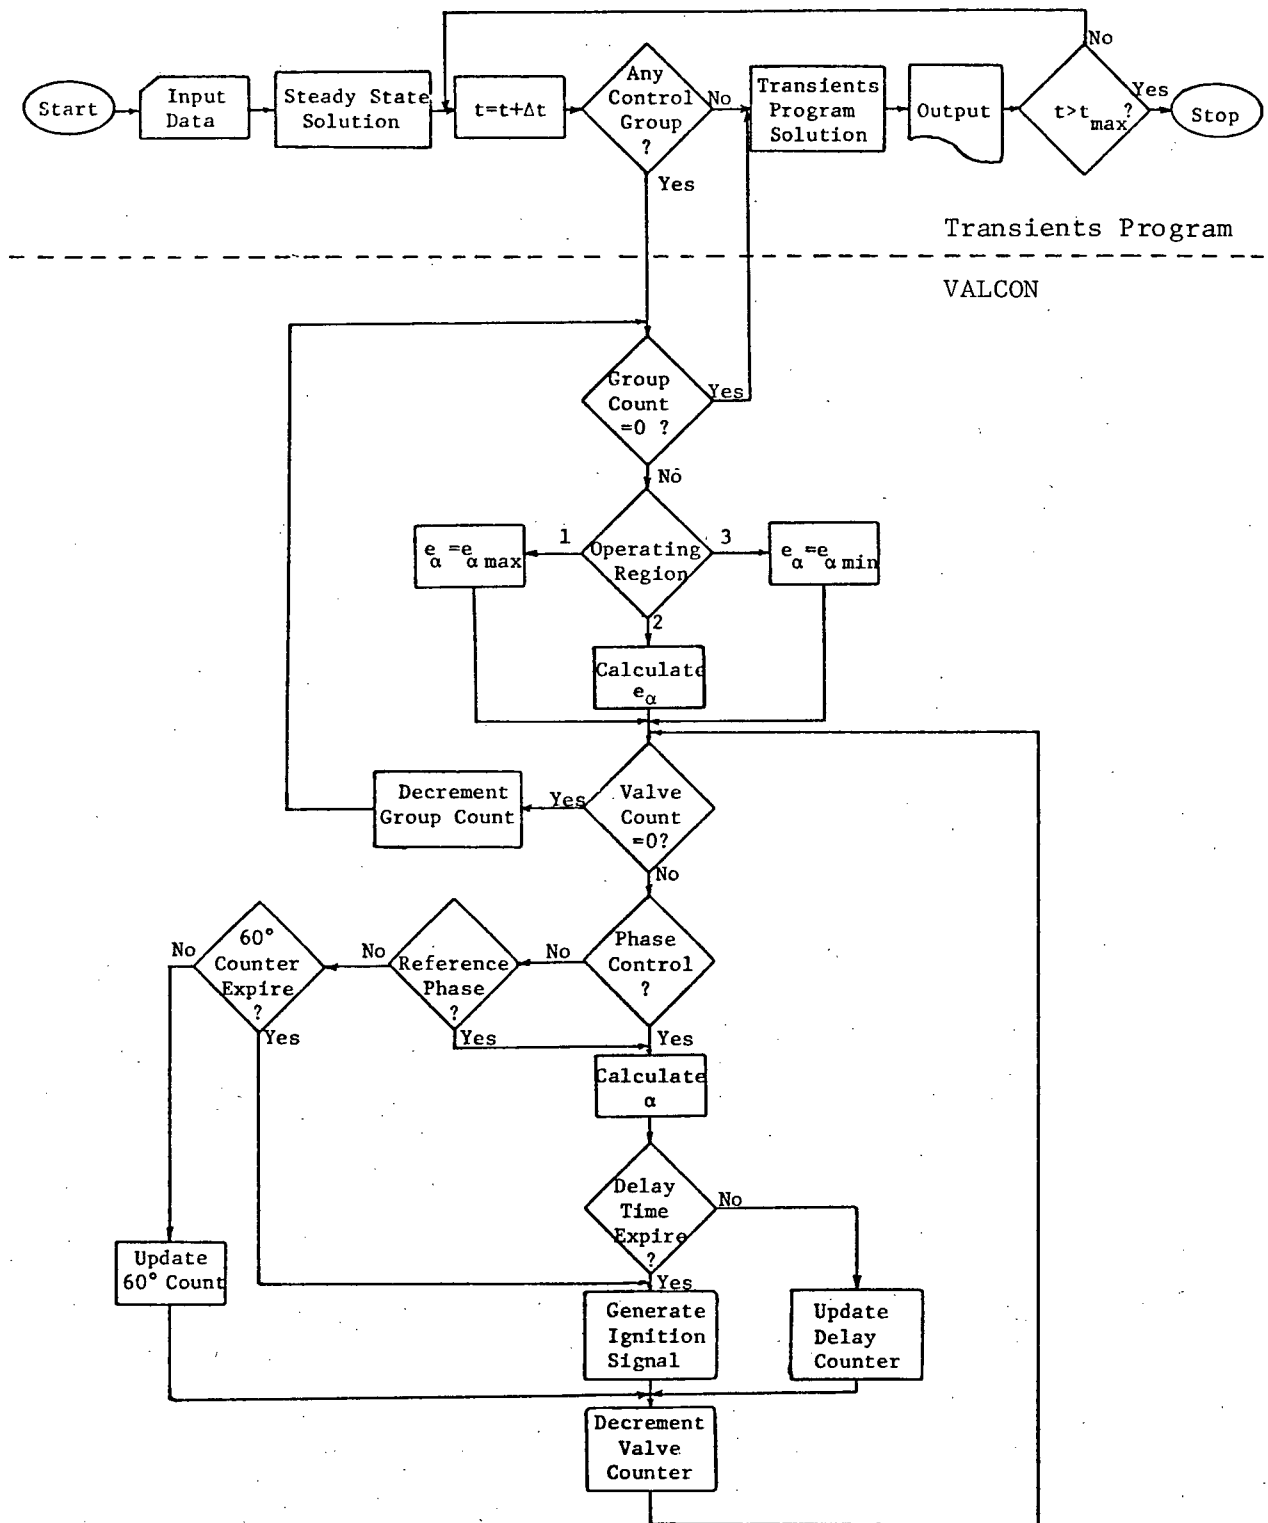 No
Start
Input
Data
Steady State
Solution
t=t+Δt
Any
Control
Group
?
No
Yes
Transients
Program
Solution
Output
t>t max ?
Yes
Stop
Transients Program
VALCON
Group
Count
=0 ?
Yes
No
Operating
Region
1
eα=eα max
3
eα=eα min
2
Calculate
eα
Valve
Count
=0?
Yes
Decrement
Group Count
No
Phase
Control
?
No
Reference
Phase
?
No
60°
Counter
Expire
?
No
Yes
Yes
Yes
Calculate
α
Delay
Time
Expire
?
No
Yes
Update
60° Count
Generate
Ignition
Signal
Update
Delay
Counter
Decrement
Valve
Counter